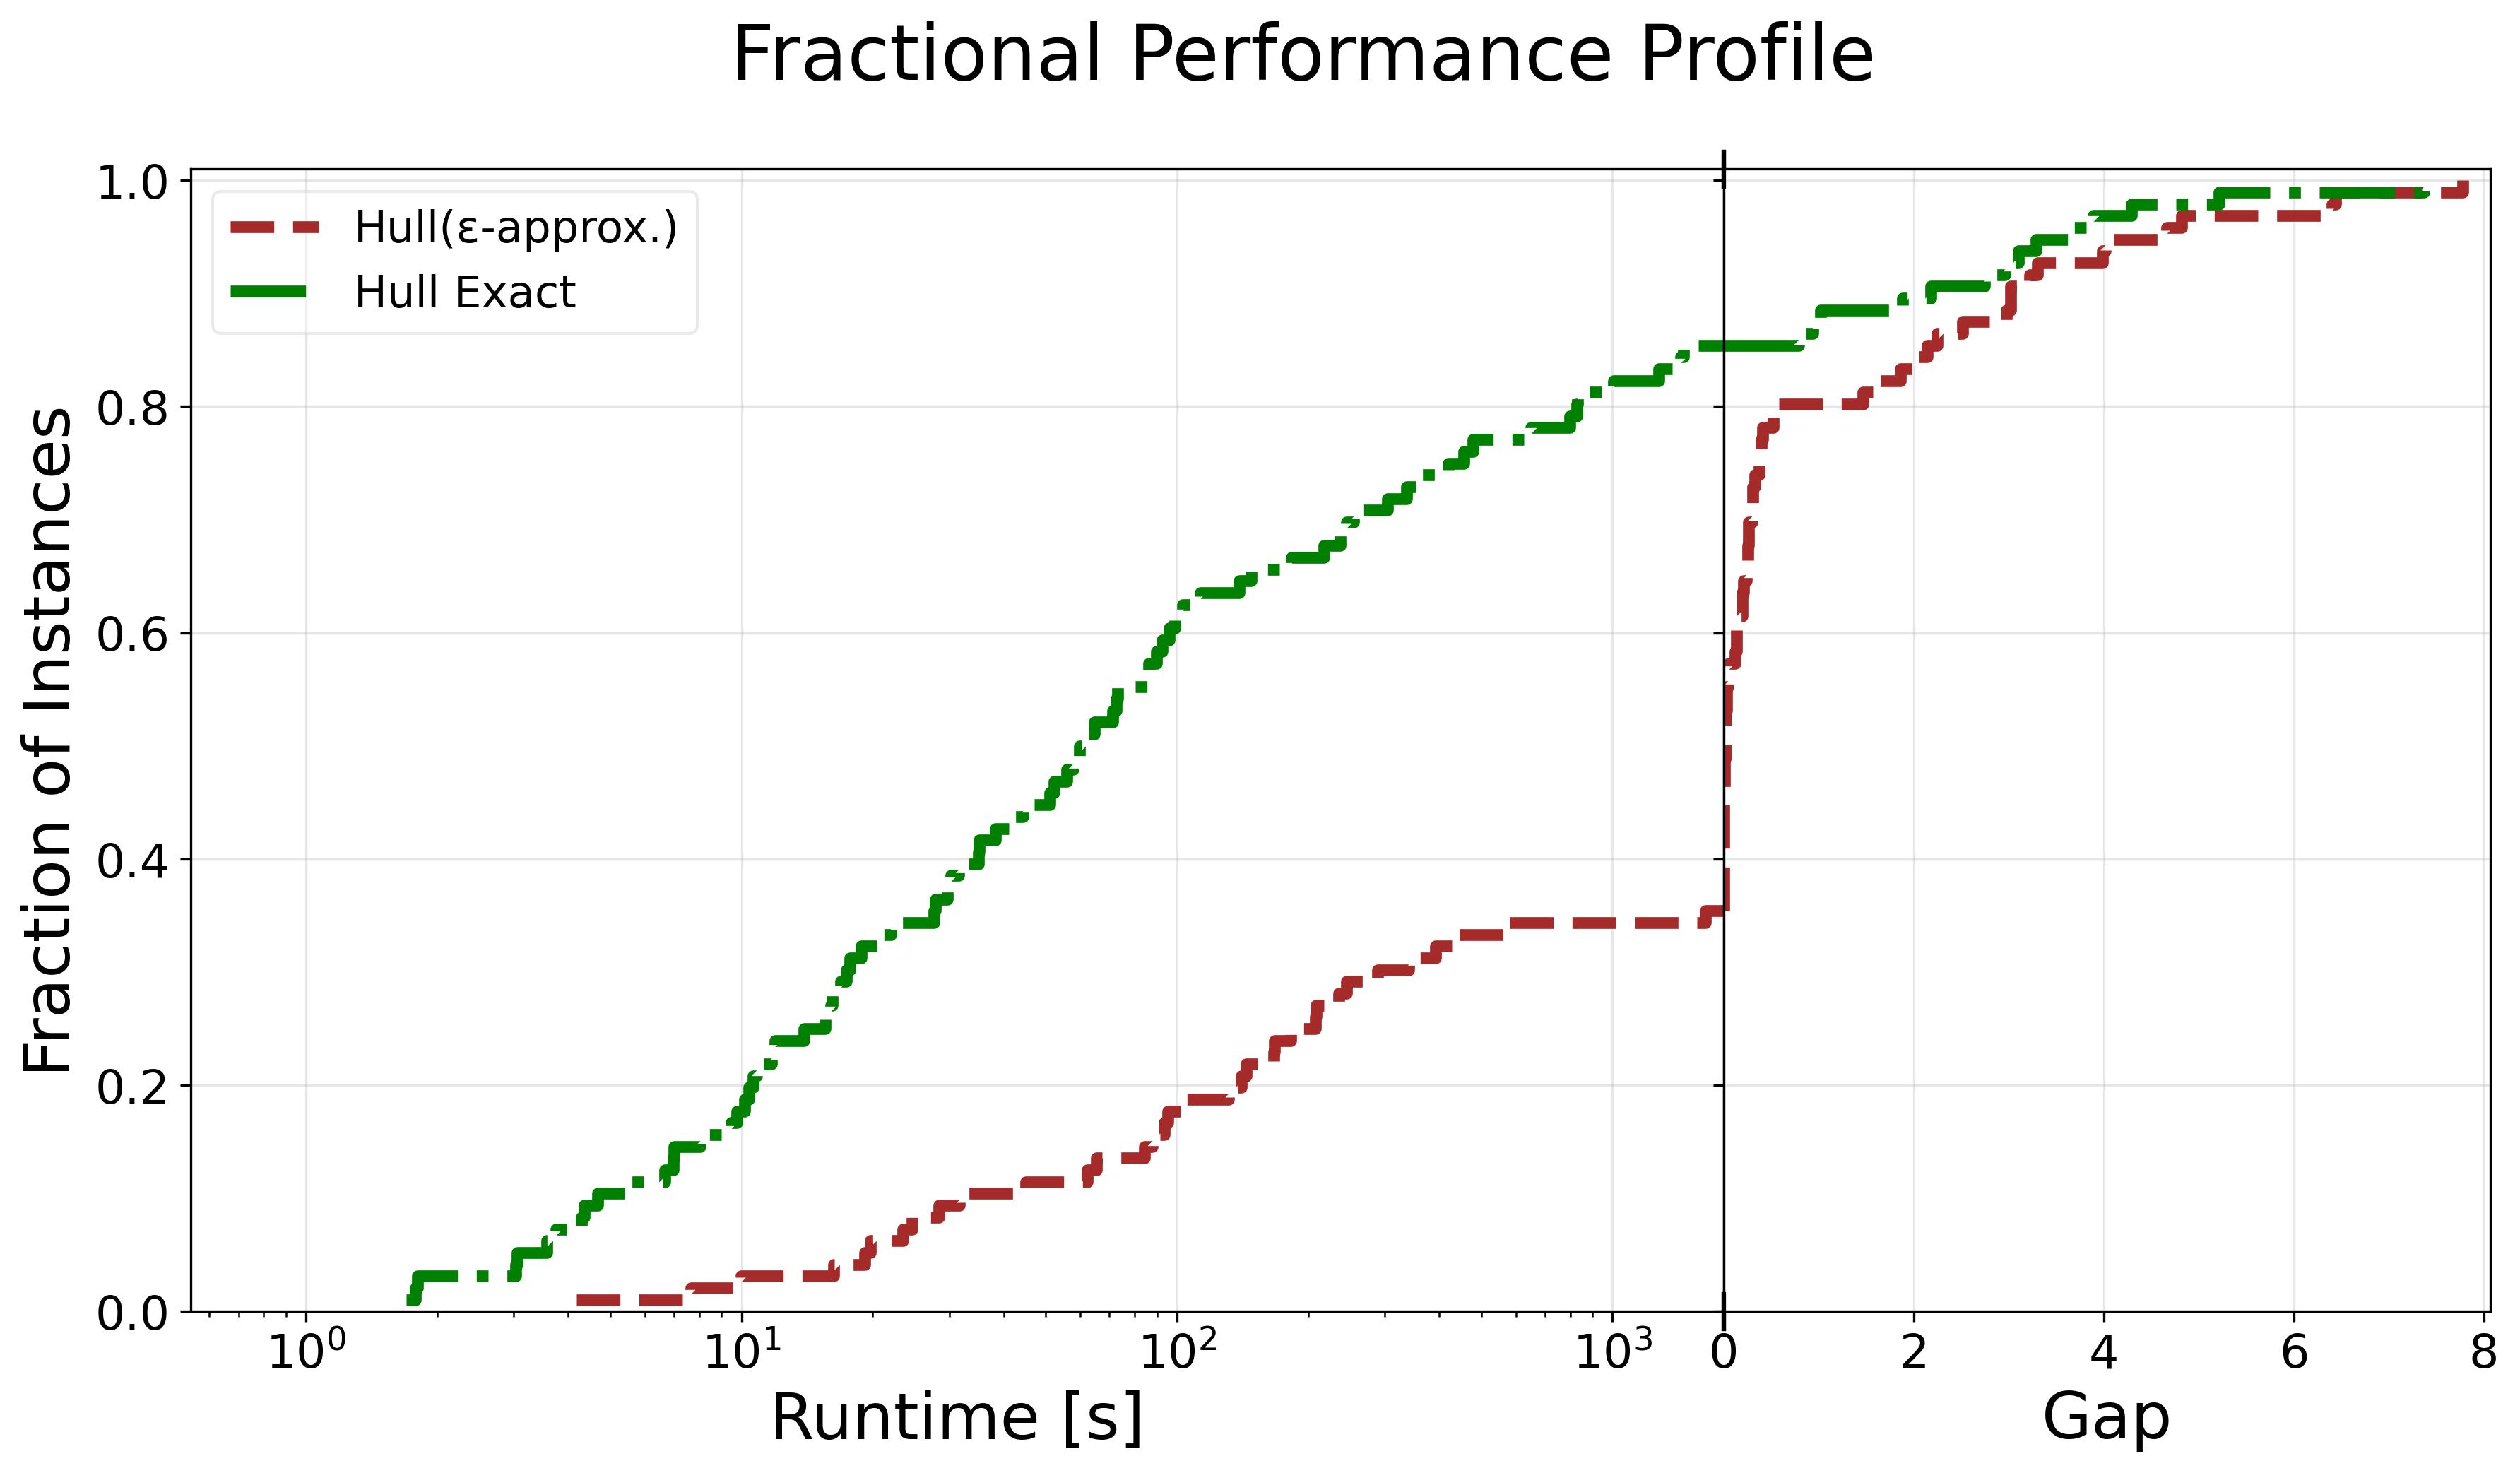 Fractional Performance Profile
Hull(ε-approx.)
Hull Exact
Fraction of Instances
1.0
0.8
0.6
0.4
0.2
0.0
10⁰ 10¹ 10² 10³ 0 2 4 6 8
Runtime [s] Gap